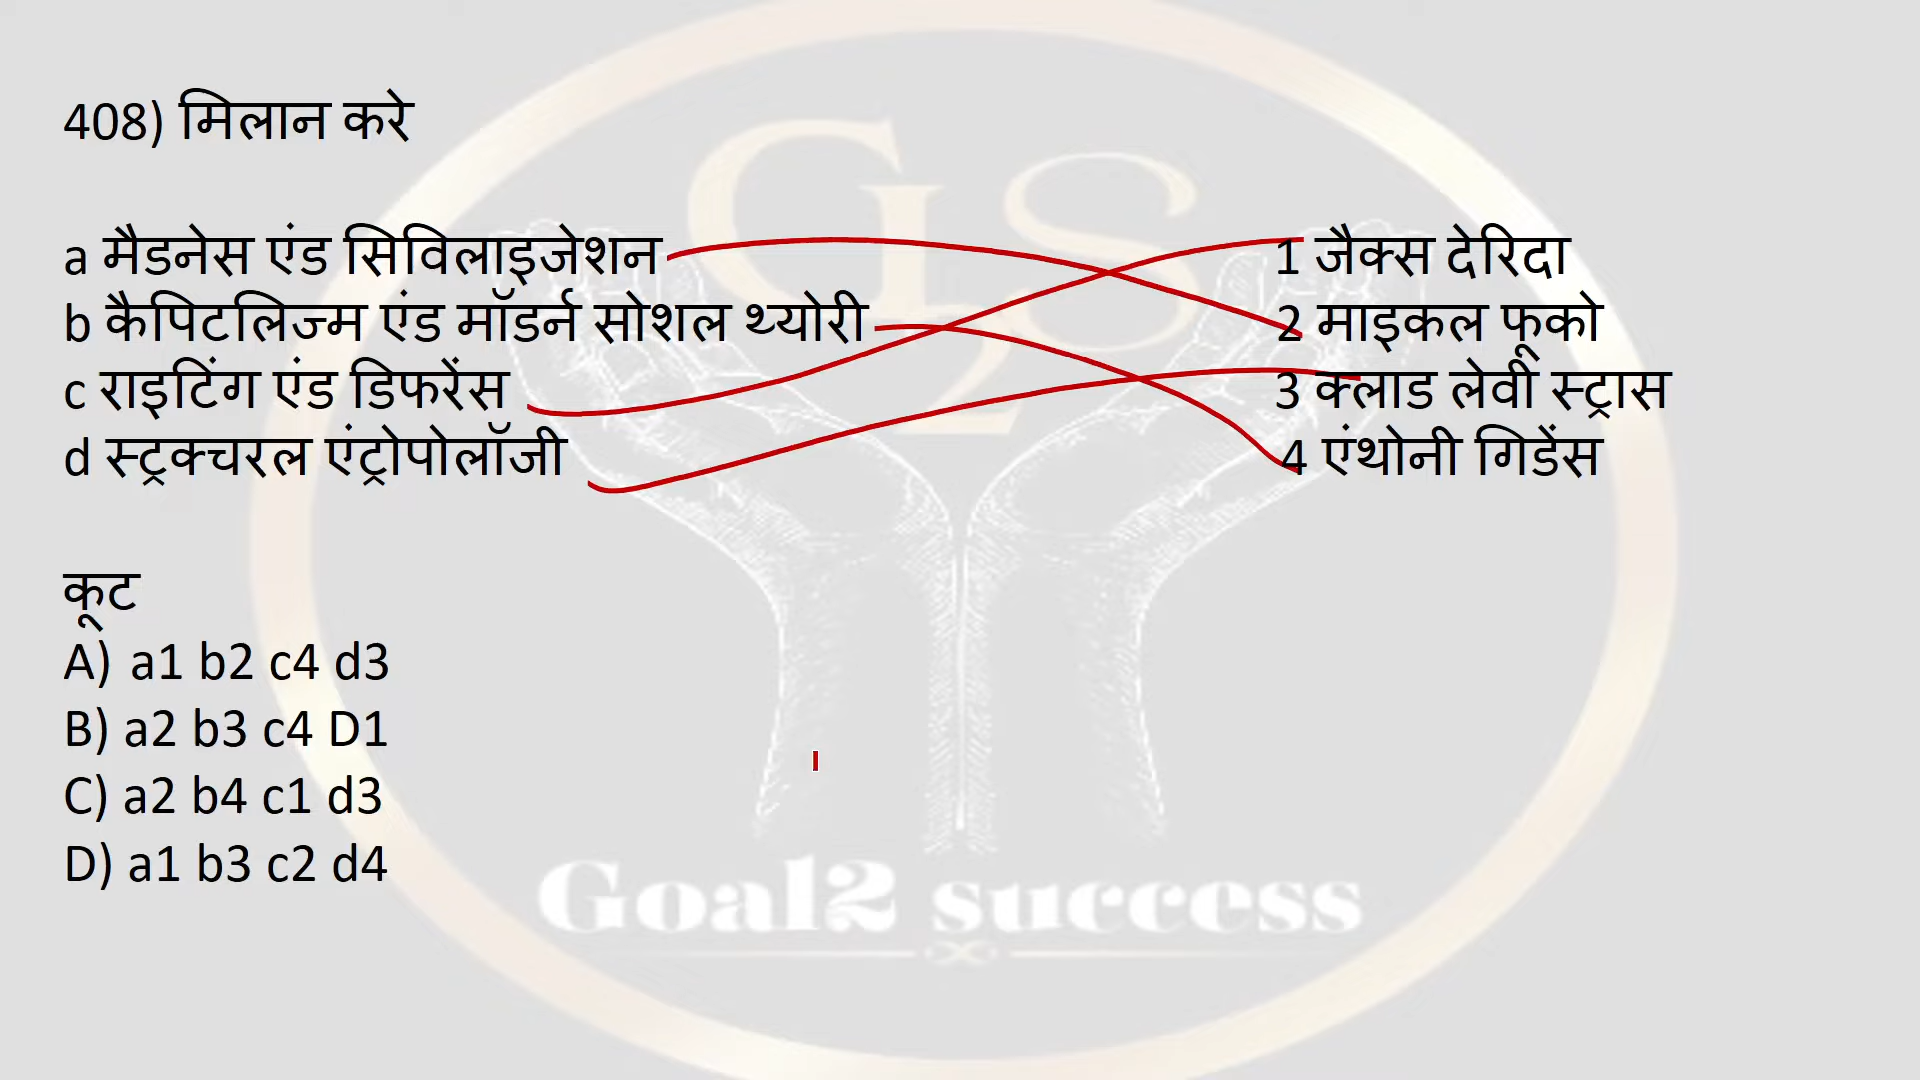 408) मिलान करे
a मैडनेस एंड सिविलाइजेशन 1 जैक्स देरिदा
b कैपिटलिज्म एंड मॉडर्न सोशल थ्योरी 2 माइकल फूको
c राइटिंग एंड डिफरेंस 3 क्लाड लेवी स्ट्रास
d स्ट्रक्चरल एंट्रोपोलॉजी 4 एंथोनी गिडेंस
कूट
A) a1 b2 c4 d3
B) a2 b3 c4 D1
C) a2 b4 c1 d3
D) a1 b3 c2 d4
G2S
Goal2 success